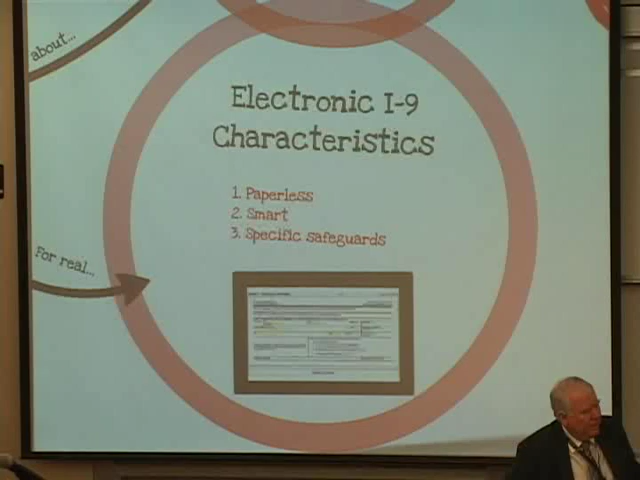 about...
Electronic I-9
Characteristics
1. Paperless
2. Smart
3. Specific safeguards
For real...